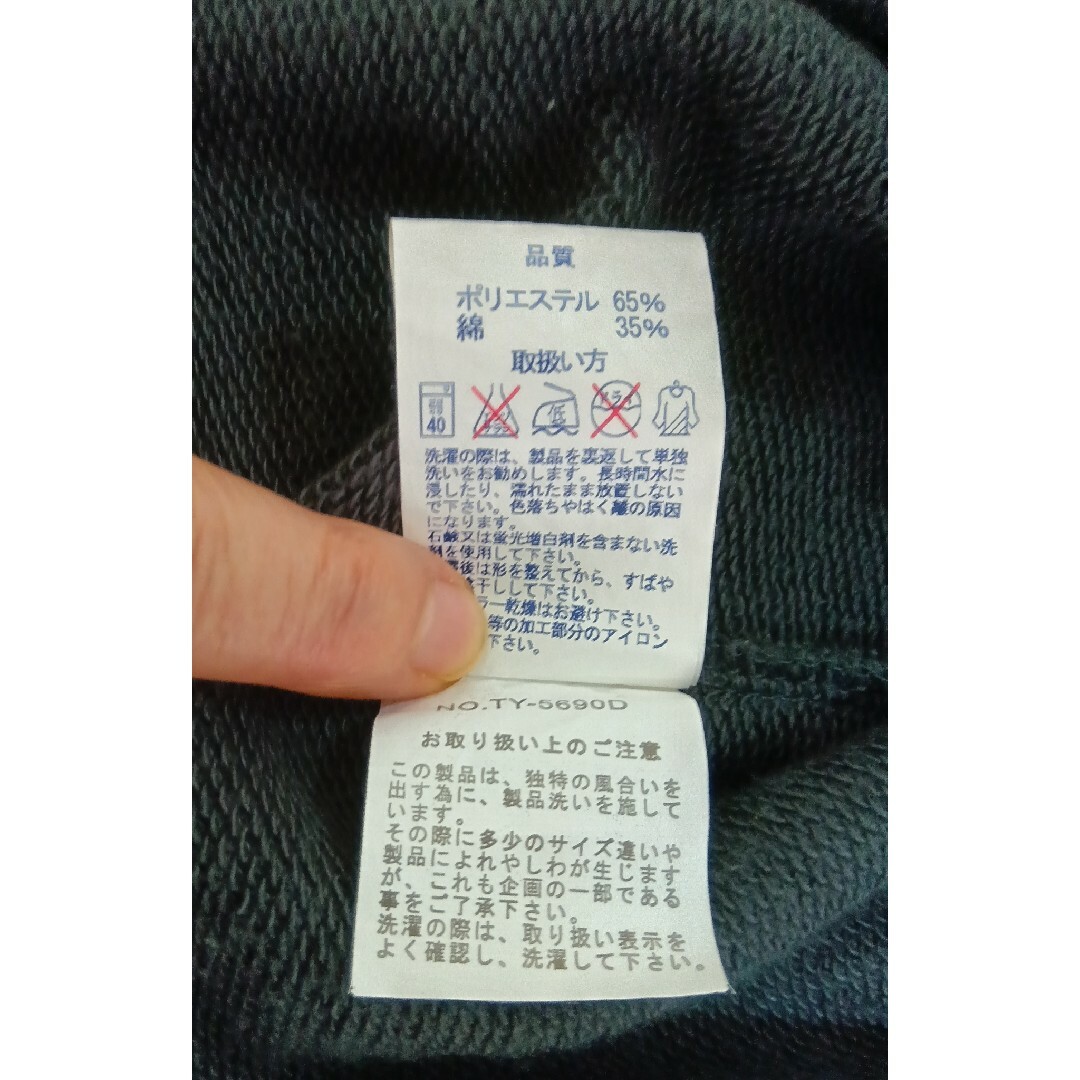 品質
ポリエステル 65%
綿 35%
取扱い方
40
低
ドライ
洗濯の際は、製品を裏返して単独
洗いをお勧めします。長時間水に
浸したり、濡れたまま放置しない
で下さい。色落ちやはく離の原因
になります。
石鹸又は蛍光増白剤を含まない洗
剤を使用して下さい。
後は形を整えてから、すばや
干しして下さい。
ラー乾燥はお避け下さい。
等の加工部分のアイロン
下さい。
NO.TY-5690D
お取り扱い上のご注意
この製品は、独特の風合いを
出す為に、製品洗いを施して
います。
その際に多少のサイズ違いや
製品によれやしわが生じます
が、これも企画の一部である
事をご了承下さい。
洗濯の際は、取り扱い表示を
よく確認し、洗濯して下さい。